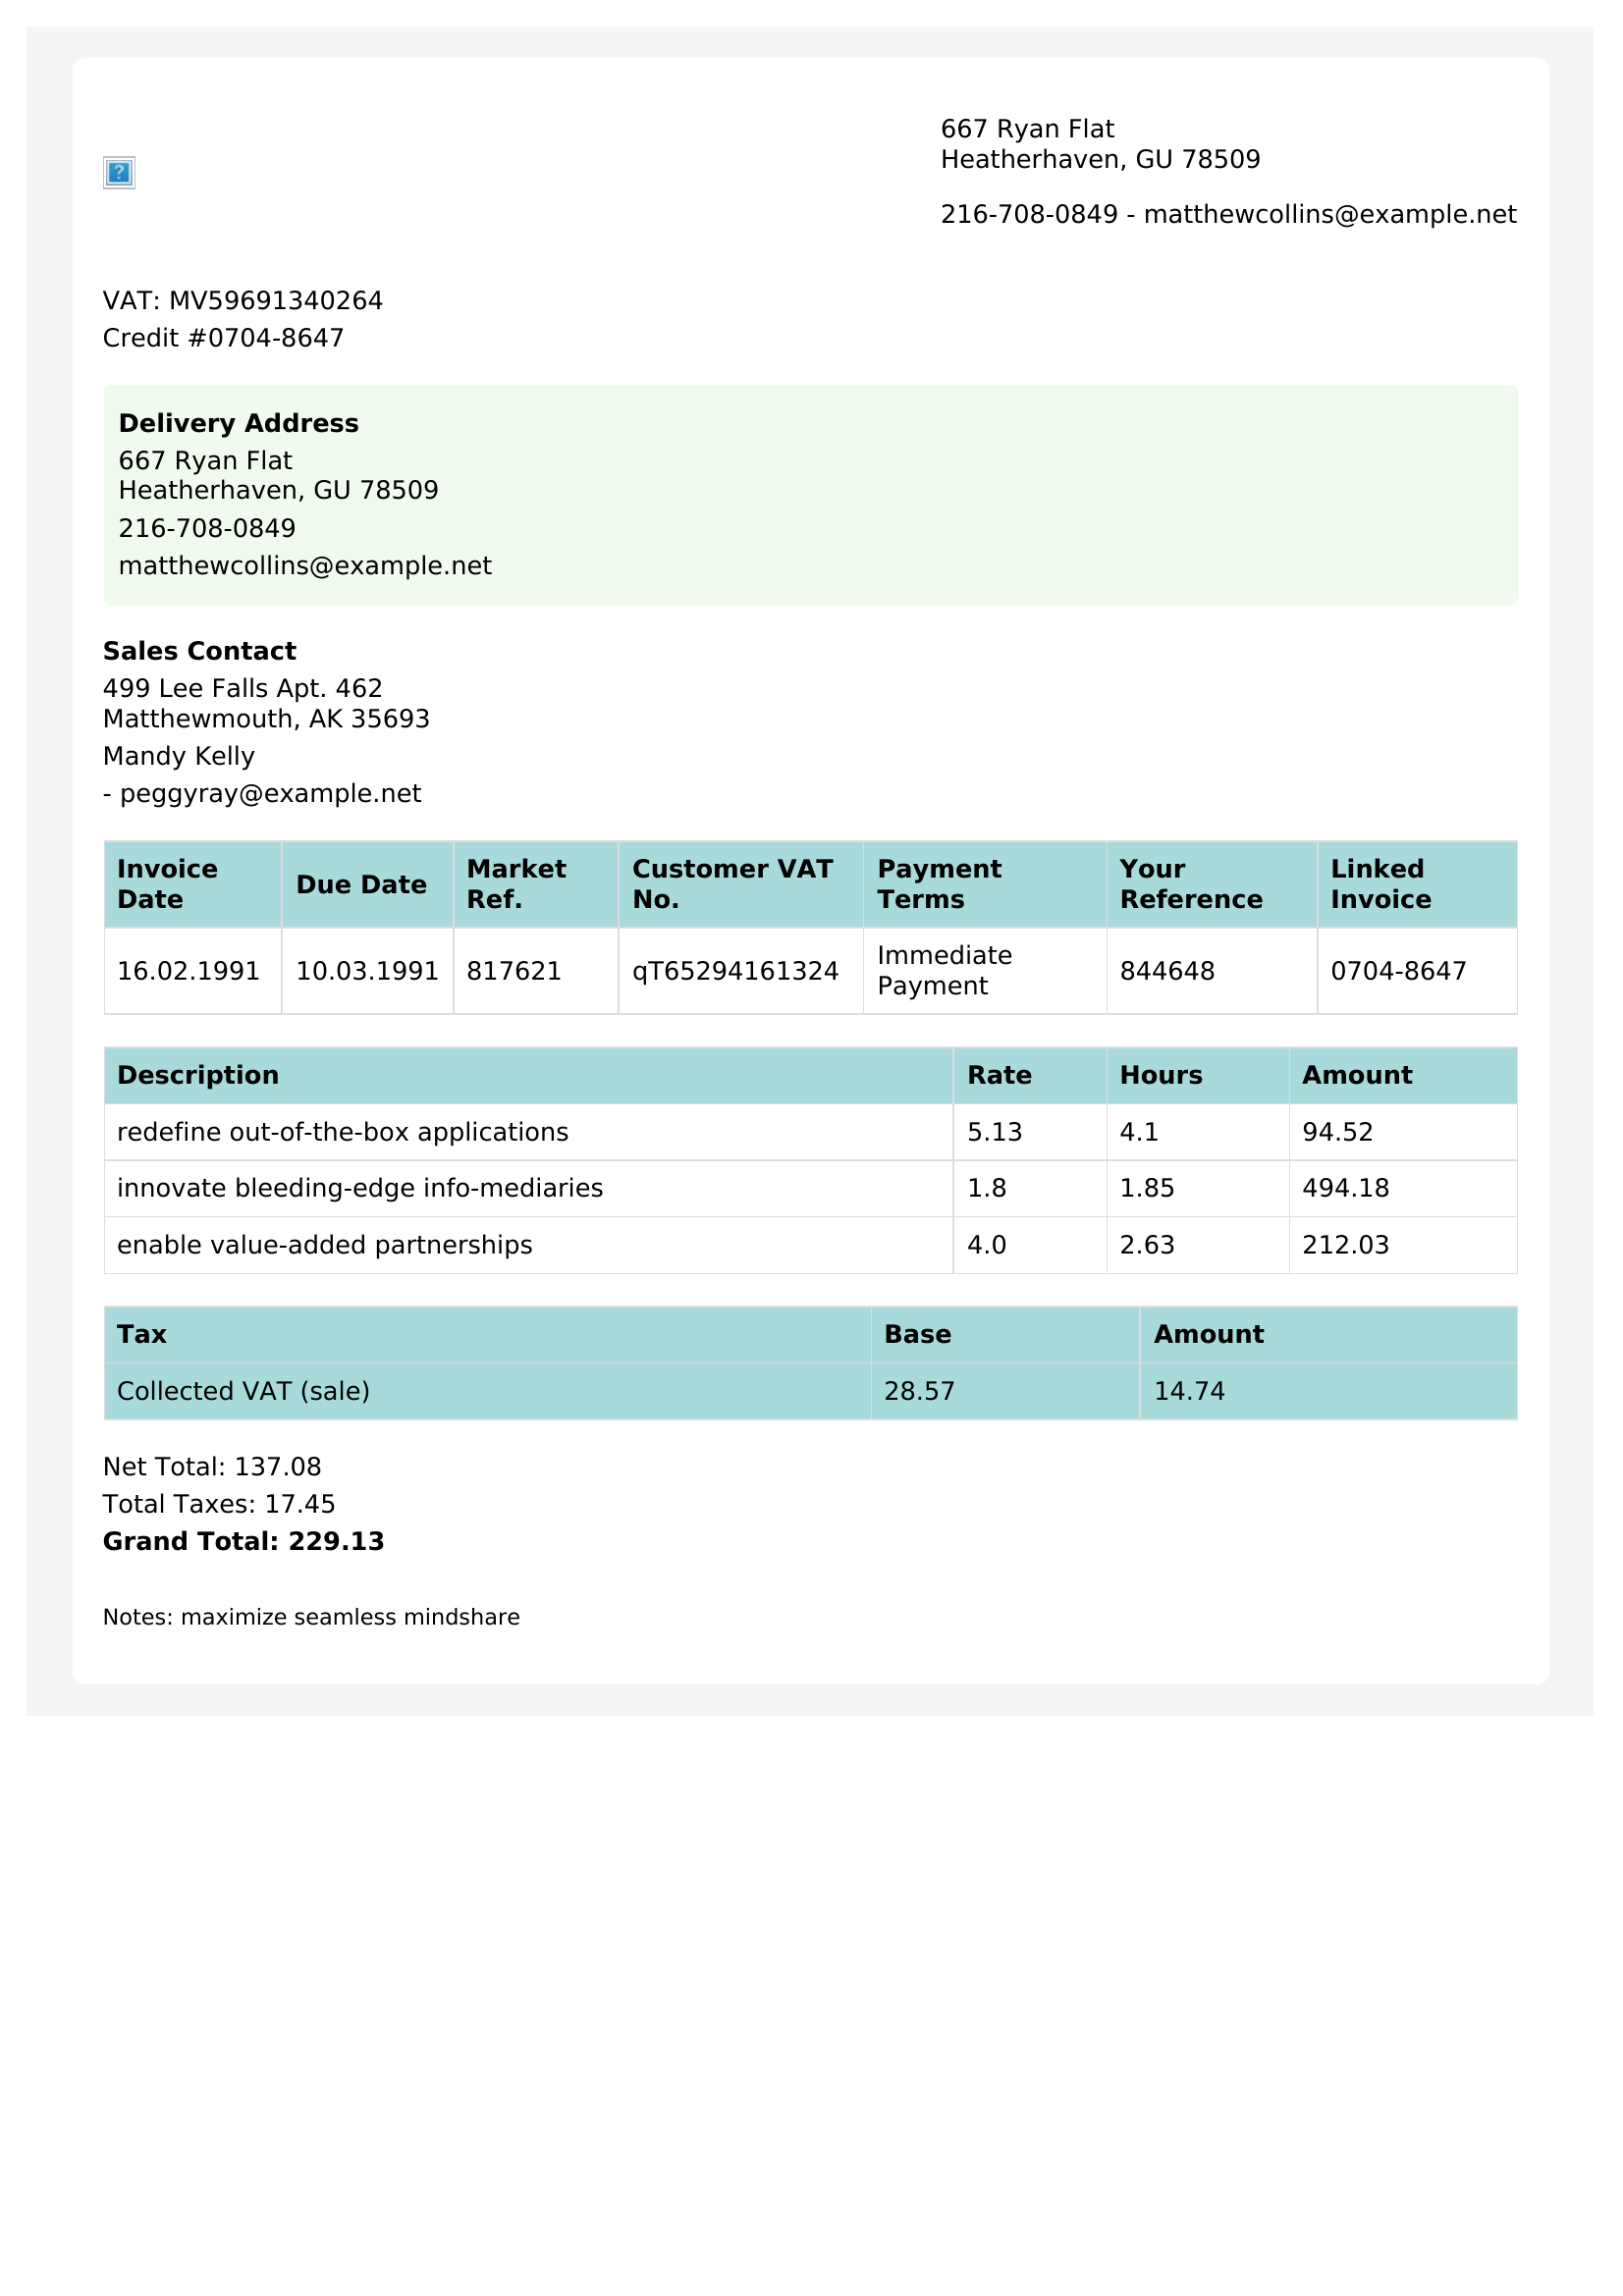 667 Ryan Flat
Heatherhaven, GU 78509
216-708-0849 - matthewcollins@example.net
VAT: MV59691340264
Credit #0704-8647
Delivery Address
667 Ryan Flat
Heatherhaven, GU 78509
216-708-0849
matthewcollins@example.net
Sales Contact
499 Lee Falls Apt. 462
Matthewmouth, AK 35693
Mandy Kelly
- peggyray@example.net
Invoice Date Due Date Market Ref. Customer VAT No. Payment Terms Your Reference Linked Invoice
16.02.1991 10.03.1991 817621 qT65294161324 Immediate Payment 844648 0704-8647
Description Rate Hours Amount
redefine out-of-the-box applications 5.13 4.1 94.52
innovate bleeding-edge info-mediaries 1.8 1.85 494.18
enable value-added partnerships 4.0 2.63 212.03
Tax Base Amount
Collected VAT (sale) 28.57 14.74
Net Total: 137.08
Total Taxes: 17.45
Grand Total: 229.13
Notes: maximize seamless mindshare